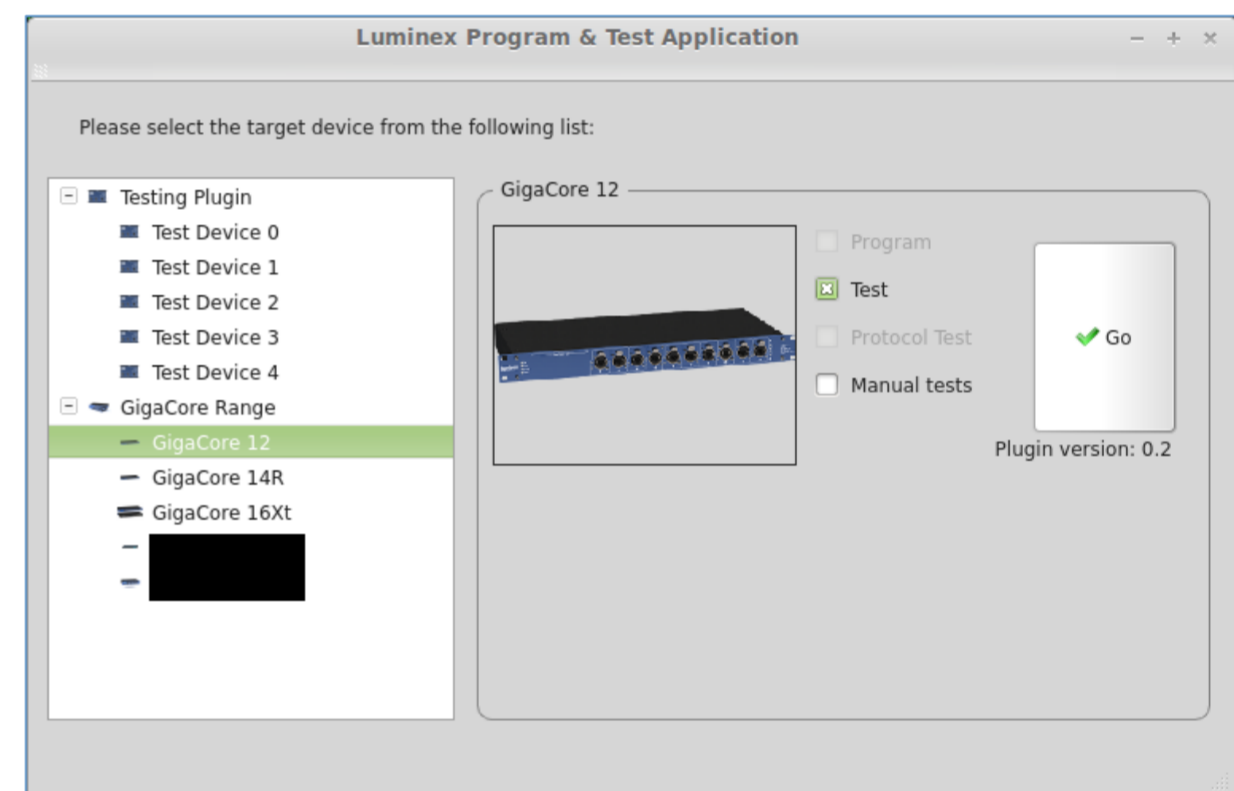 Luminex Program & Test Application
Please select the target device from the following list:
Testing Plugin
Test Device 0
Test Device 1
Test Device 2
Test Device 3
Test Device 4
GigaCore Range
GigaCore 12
GigaCore 14R
GigaCore 16Xt
GigaCore 12
Program
Test
Protocol Test
Manual tests
Go
Plugin version: 0.2